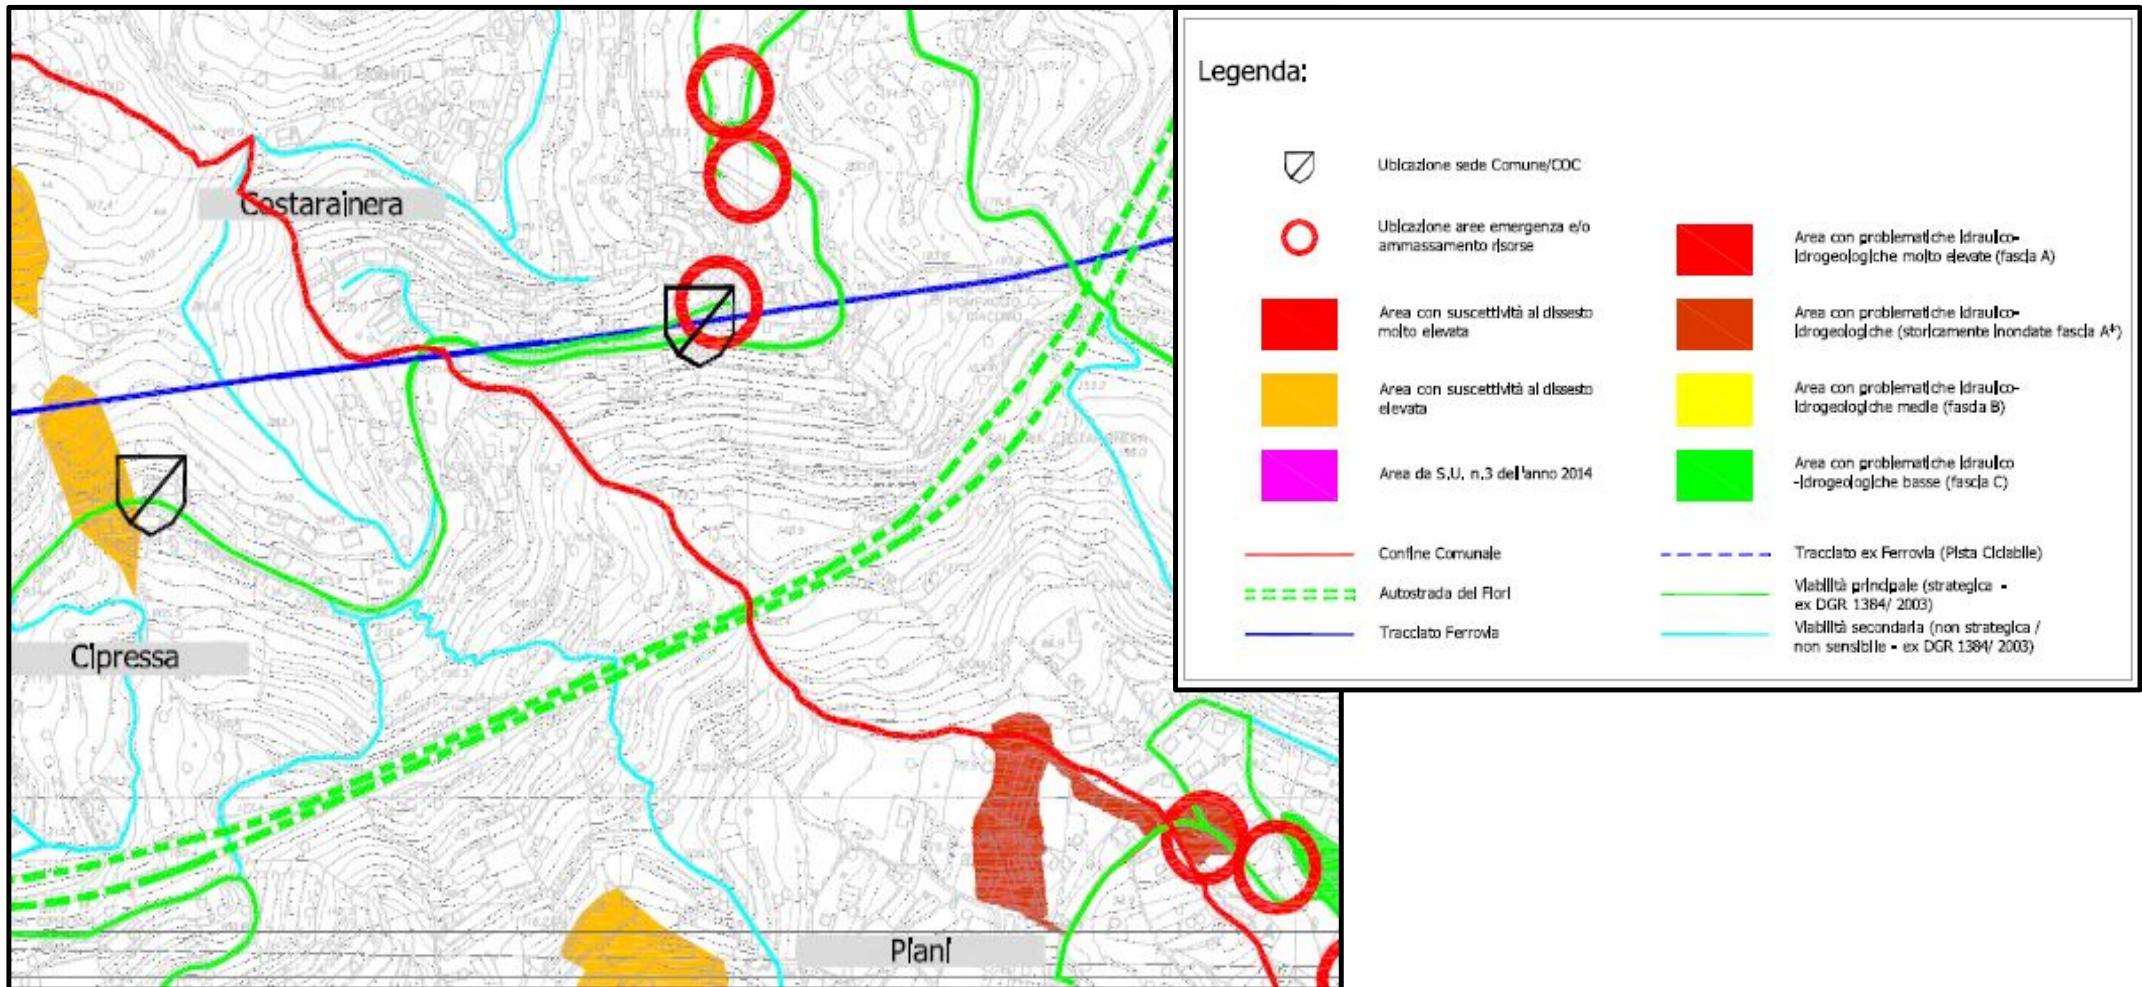 Costarainera
Cipressa
Piani
Legenda:
Ubicazione sede Comune/COC
Ubicazione aree emergenza e/o
ammassamento risorse
Area con suscettività al dissesto
molto elevata
Area con suscettività al dissesto
elevata
Area da S.U. n.3 dell'anno 2014
Confine Comunale
Autostrada dei Fiori
Tracciato Ferrovia
Area con problematiche idraulico-
idrogeologiche molto elevate (fascia A)
Area con problematiche idraulico-
idrogeologiche (storicamente inondate fascia A*)
Area con problematiche idraulico-
idrogeologiche medie (fascia B)
Area con problematiche idraulico
-idrogeologiche basse (fascia C)
Tracciato ex Ferrovia (Pista Ciclabile)
Viabilità principale (strategica -
ex DGR 1384/ 2003)
Viabilità secondaria (non strategica /
non sensibile - ex DGR 1384/ 2003)